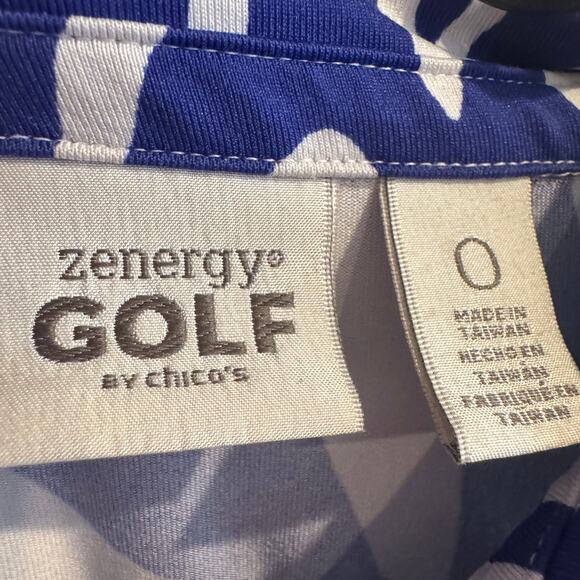 zenergy®
GOLF
BY chico's
0
MADE IN
TAIWAN
HECHO EN
TAIWÁN
FABRIQUÉ EN
TAIWAN